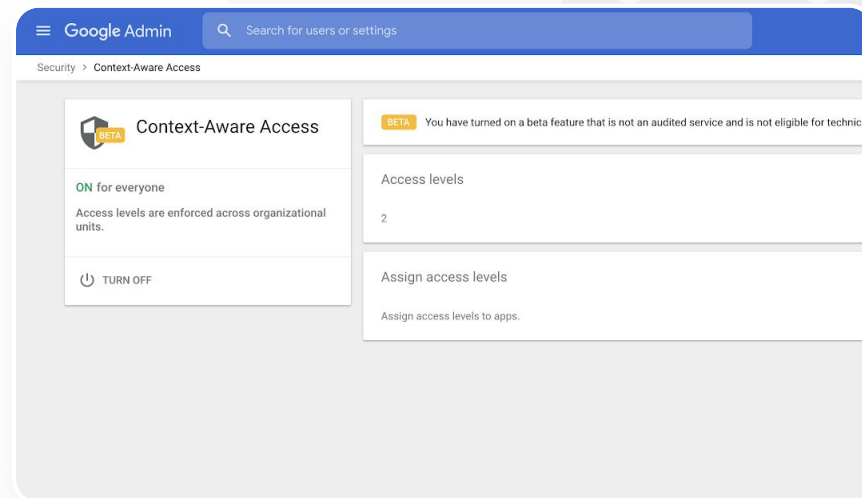 Google Admin
Search for users or settings
Security > Context-Aware Access
BETA
Context-Aware Access
ON for everyone
Access levels are enforced across organizational
units.
TURN OFF
BETA You have turned on a beta feature that is not an audited service and is not eligible for technic
Access levels
2
Assign access levels
Assign access levels to apps.